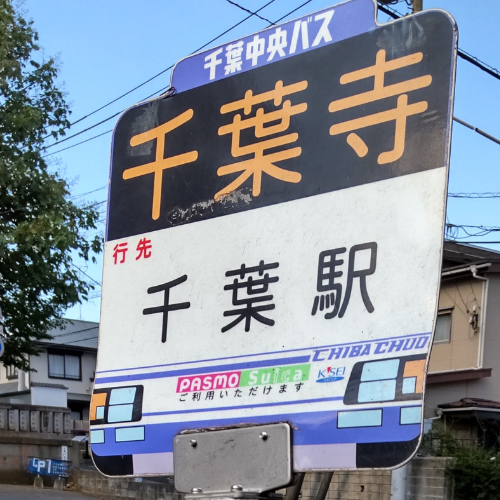 千葉中央バス
千葉寺
行先
千葉駅
CHIBA CHUO
PASMO Suica KEISEI
ご利用いただけます
LP